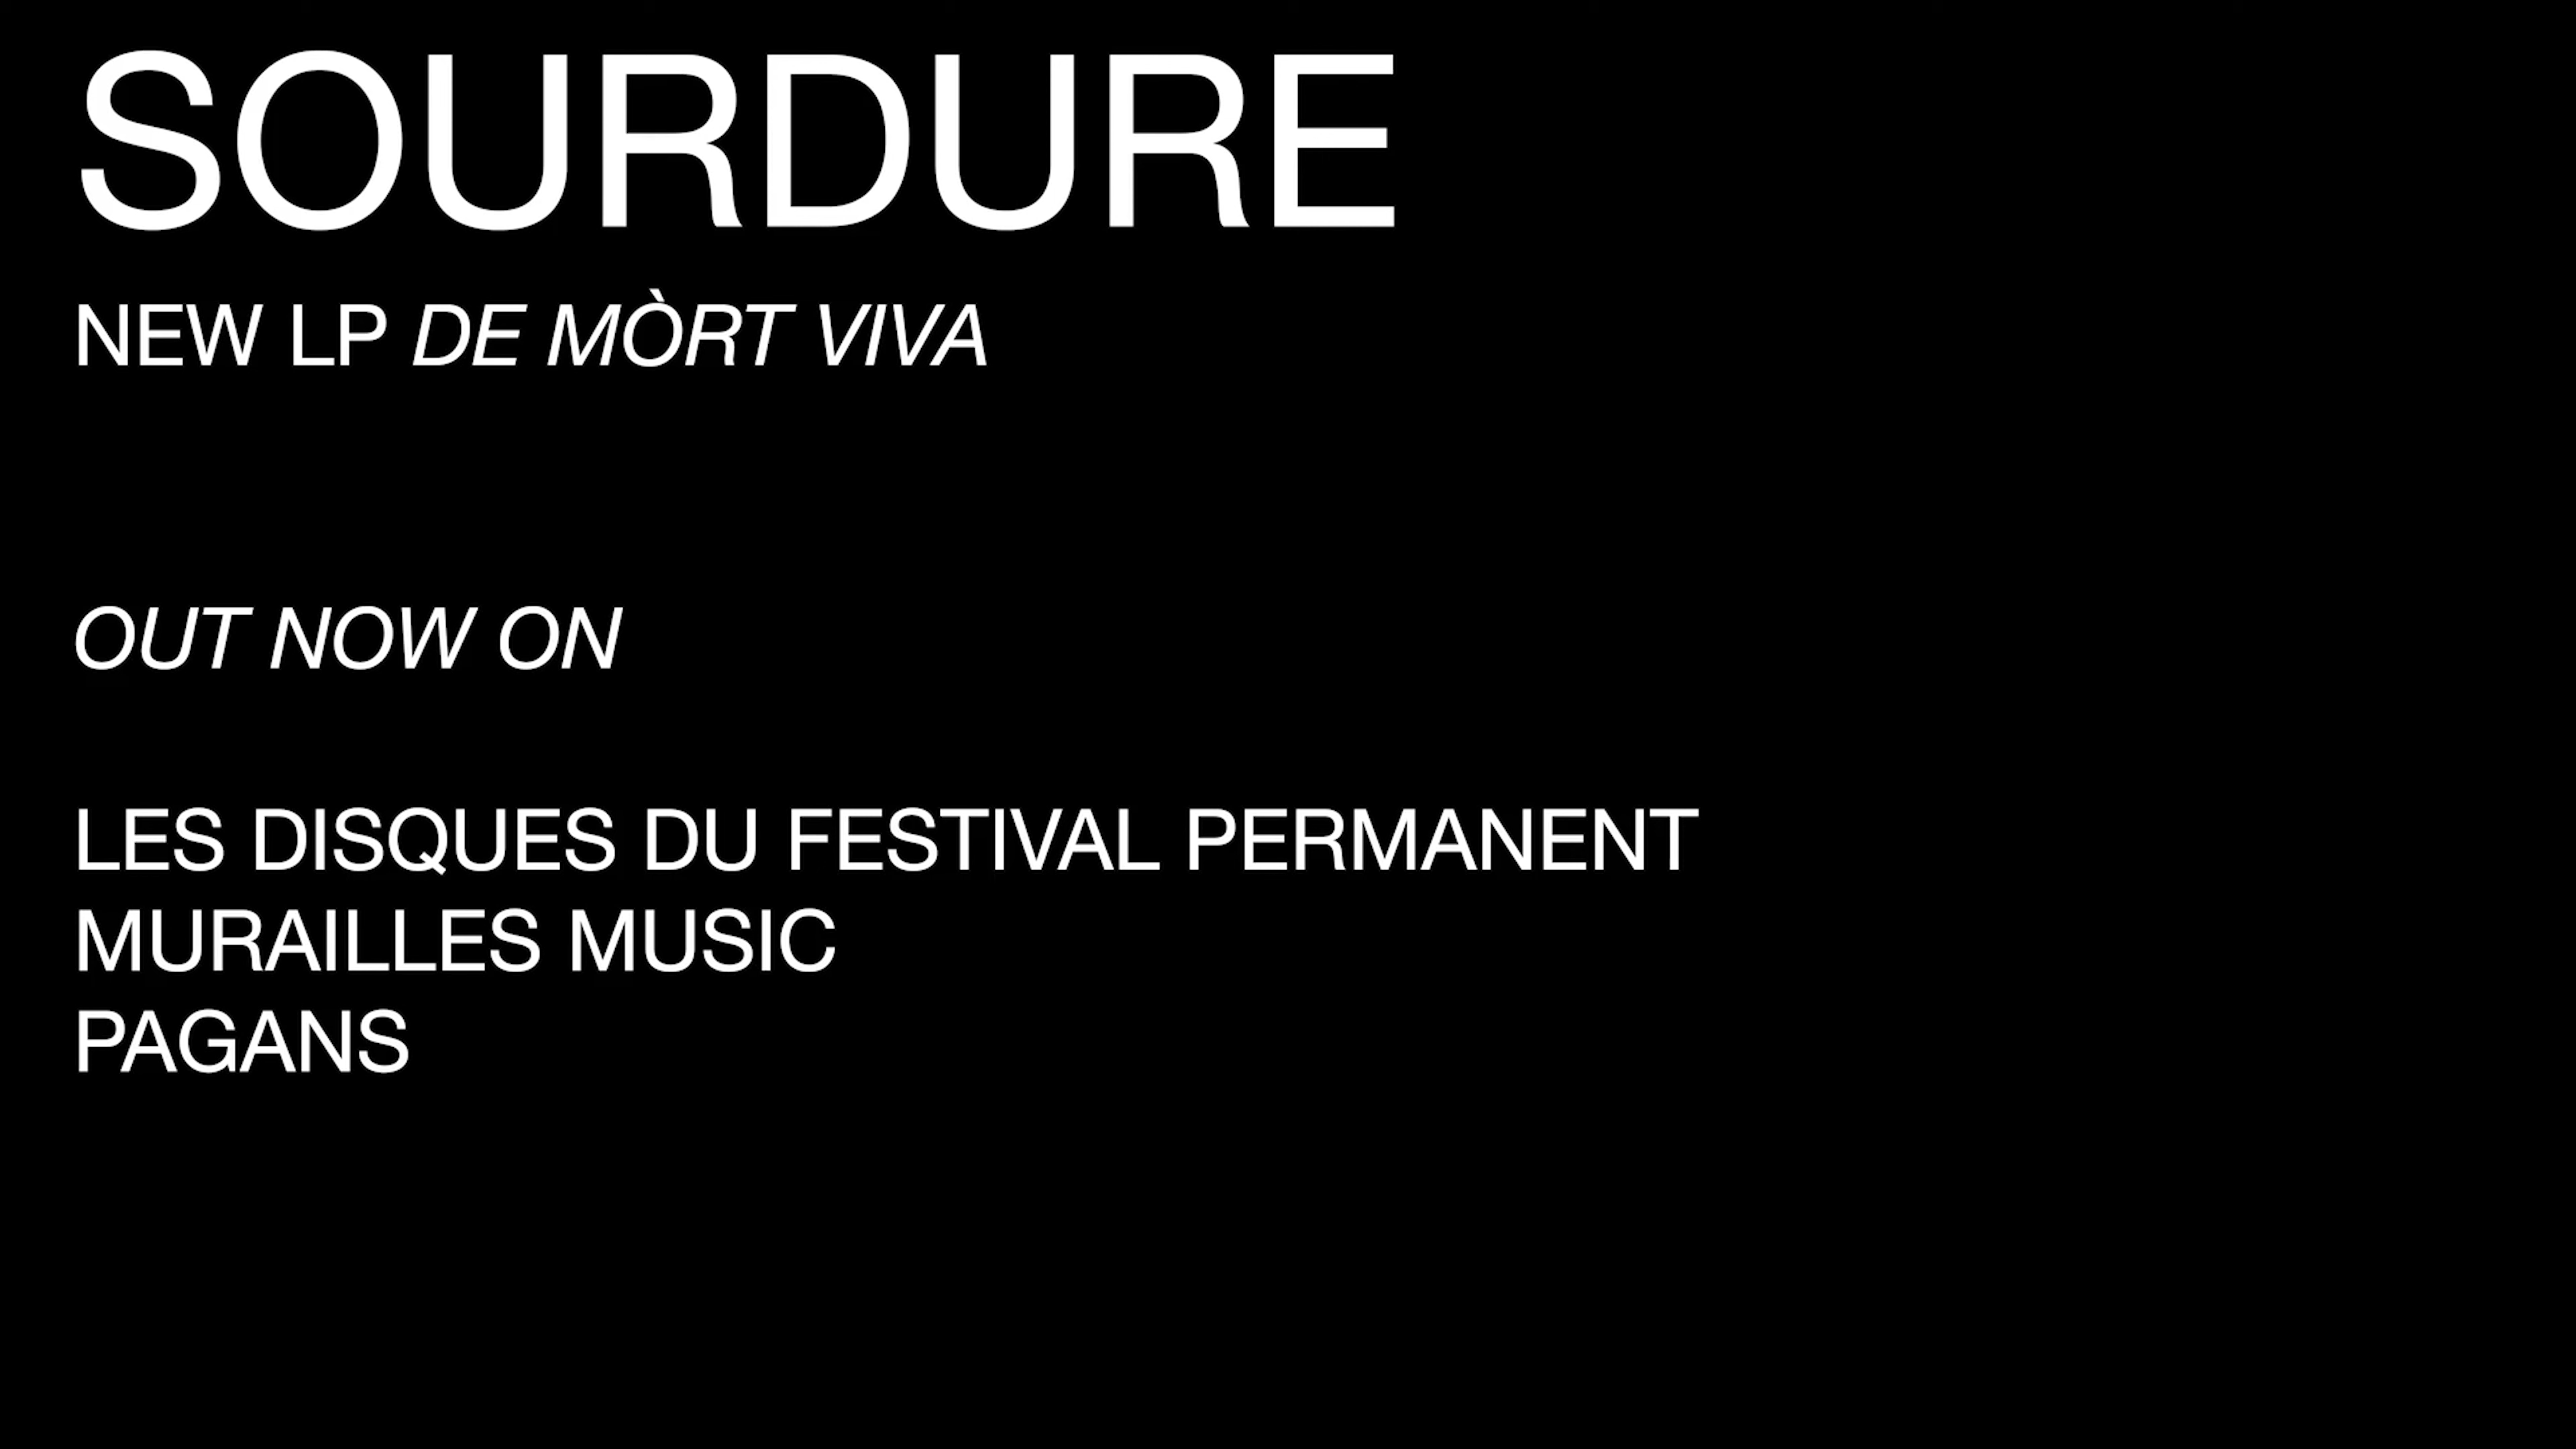 SOURDURE
NEW LP DE MÒRT VIVA
OUT NOW ON
LES DISQUES DU FESTIVAL PERMANENT
MURAILLES MUSIC
PAGANS